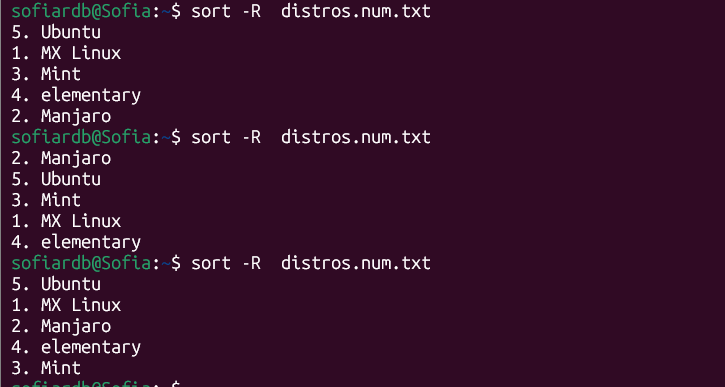 sofiardb@Sofia:~$ sort -R  distros.num.txt
5. Ubuntu
1. MX Linux
3. Mint
4. elementary
2. Manjaro
sofiardb@Sofia:~$ sort -R  distros.num.txt
2. Manjaro
5. Ubuntu
3. Mint
1. MX Linux
4. elementary
sofiardb@Sofia:~$ sort -R  distros.num.txt
5. Ubuntu
1. MX Linux
2. Manjaro
4. elementary
3. Mint